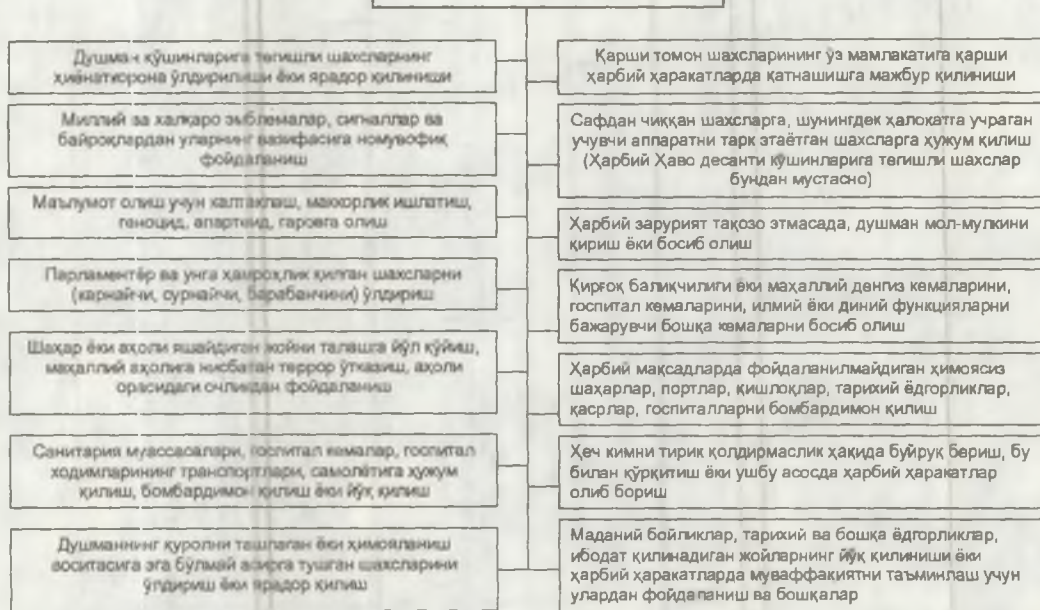 Душман қўшинларига тегишли шахсларнинг
хиёнаткорона ўлдирилиши ёки ярадор қилиниши
Миллий ва халқаро эмблемалар, сигналлар ва
байроқлардан уларнинг вазифасига номувофиқ
фойдаланиш
Маълумот олиш учун калтаклаш, маккорлик ишлатиш,
геноцид, апартеид, гаровга олиш
Парламентёр ва унга ҳамроҳлик қилган шахсларни
(карнайчи, сурнайчи, барабанчини) ўлдириш
Шаҳар ёки аҳоли яшайдиган жойни талашга йўл қўйиш,
маҳаллий аҳолига нисбатан террор ўтказиш, аҳоли
орасидаги очликдан фойдаланиш
Санитария муассасалари, госпитал кемалар, госпитал
ходимларининг транспортлари, самолётига ҳужум
қилиш, бомбардимон қилиш ёки йўқ қилиш
Душманнинг қуролни ташлаган ёки ҳимояланиш
воситасига эга бўлмай асирга тушган шахсларини
ўлдириш ёки ярадор қилиш
Қарши томон шахсларининг ўз мамлакатига қарши
ҳарбий ҳаракатларда қатнашишга мажбур қилиниши
Сафдан чиққан шахсларга, шунингдек ҳалокатга учраган
учувчи аппаратни тарк этаётган шахсларга ҳужум қилиш
(Ҳарбий Ҳаво десанти қўшинларига тегишли шахслар
бундан мустасно)
Ҳарбий зарурият тақозо этмасада, душман мол-мулкини
қириш ёки босиб олиш
Қирғоқ балиқчилиги ёки маҳаллий денгиз кемаларини,
госпитал кемаларини, илмий ёки диний функцияларни
бажарувчи бошқа кемаларни босиб олиш
Ҳарбий мақсадларда фойдаланилмайдиган ҳимоясиз
шаҳарлар, портлар, қишлоқлар, тарихий ёдгорликлар,
қасрлар, госпиталларни бомбардимон қилиш
Ҳеч кимни тирик қолдирмаслик ҳақида буйруқ бериш, бу
билан қўрқитиш ёки ушбу асосда ҳарбий ҳаракатлар
олиб бориш
Маданий бойликлар, тарихий ва бошқа ёдгорликлар,
ибодат қилинадиган жойларнинг йўқ қилиниши ёки
ҳарбий ҳаракатларда муваффақиятни таъминлаш учун
улардан фойдаланиш ва бошқалар